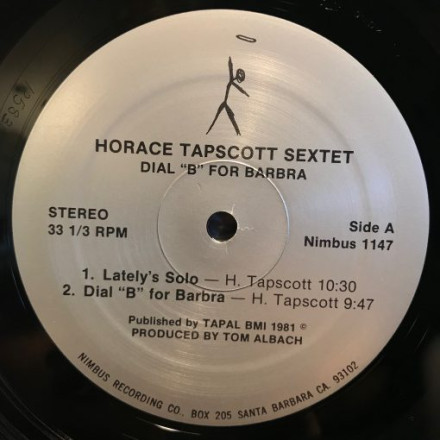 HORACE TAPSCOTT SEXTET
DIAL "B" FOR BARBRA
STEREO
33 1/3 RPM
Side A
Nimbus 1147
1. Lately's Solo — H. Tapscott 10:30
2. Dial "B" for Barbra — H. Tapscott 9:47
Published by TAPAL BMI 1981 ©
PRODUCED BY TOM ALBACH
NIMBUS RECORDING CO., BOX 205 SANTA BARBARA CA. 93102